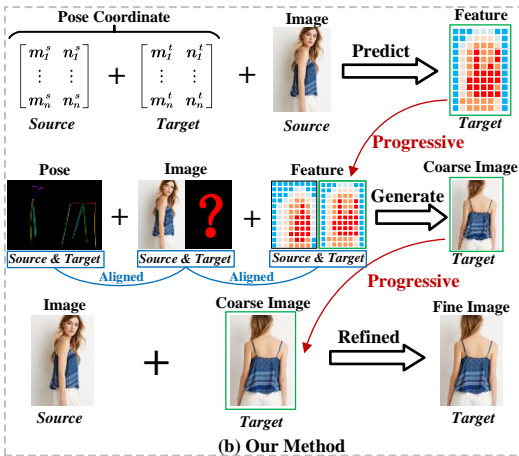 Pose Coordinate
Image
Feature
m₁ˢ n₁ˢ
⋮ ⋮
mₙˢ nₙˢ
+
m₁ᵗ n₁ᵗ
⋮ ⋮
mₙᵗ nₙᵗ
+
Predict
Source
Target
Source
Target
Progressive
Pose
Image
Feature
Coarse Image
+
?
+
Generate
Source & Target
Source & Target
Source & Target
Target
Aligned
Aligned
Progressive
Image
Coarse Image
Fine Image
+
Refined
Source
Target
Target
(b) Our Method